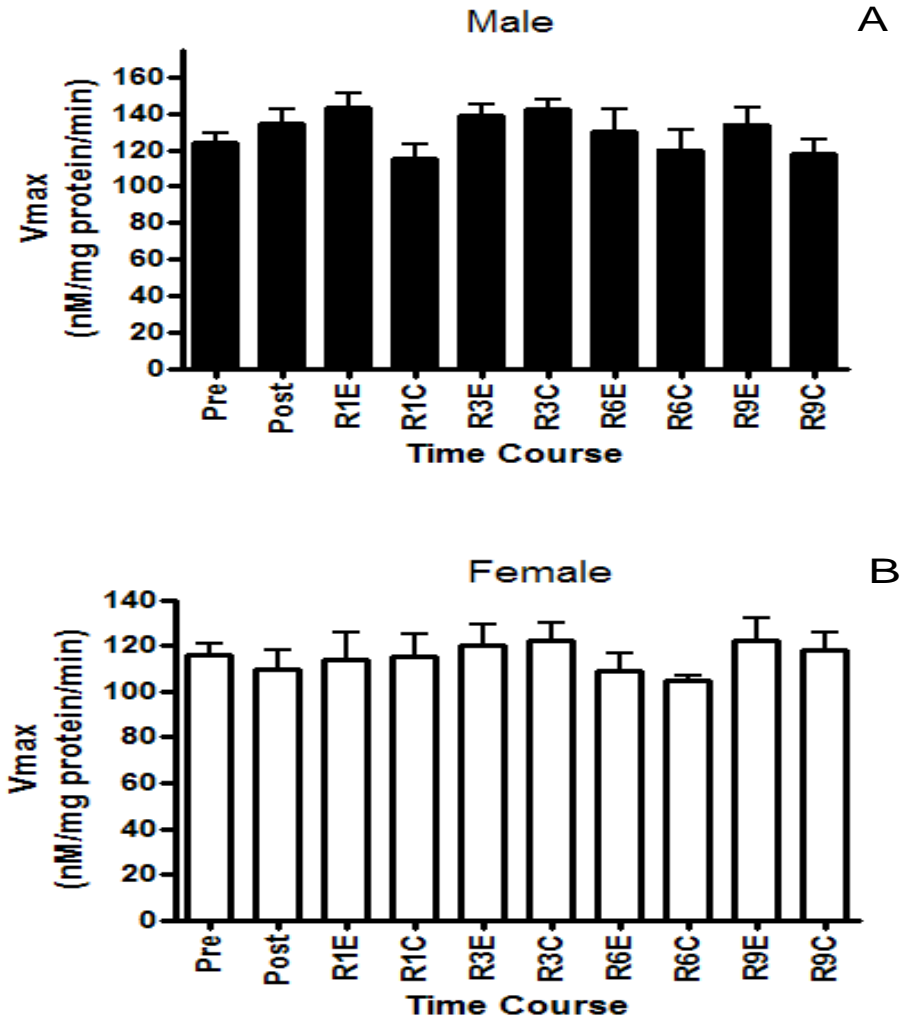 Male
A
Vmax
(nM/mg protein/min)
160
140
120
100
80
60
40
20
0
Pre
Post
R1E
R1C
R3E
R3C
R6E
R6C
R9E
R9C
Time Course
Female
B
Vmax
(nM/mg protein/min)
140
120
100
80
60
40
20
0
Pre
Post
R1E
R1C
R3E
R3C
R6E
R6C
R9E
R9C
Time Course